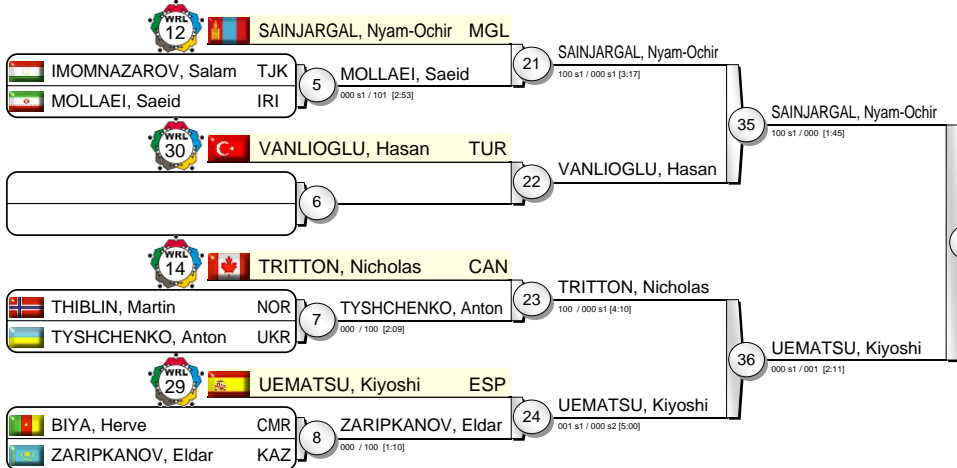 WRL 12 SAINJARGAL, Nyam-Ochir MGL
IMOMNAZAROV, Salam TJK
MOLLAEI, Saeid IRI
5 MOLLAEI, Saeid
000 s1 / 101 [2:53]
21 SAINJARGAL, Nyam-Ochir
100 s1 / 000 s1 [3:17]
WRL 30 VANLIOGLU, Hasan TUR
6
22 VANLIOGLU, Hasan
35 SAINJARGAL, Nyam-Ochir
100 s1 / 000 [1:45]
WRL 14 TRITTON, Nicholas CAN
THIBLIN, Martin NOR
TYSHCHENKO, Anton UKR
7 TYSHCHENKO, Anton
000 / 100 [2:09]
23 TRITTON, Nicholas
100 / 000 s1 [4:10]
WRL 29 UEMATSU, Kiyoshi ESP
BIYA, Herve CMR
ZARIPKANOV, Eldar KAZ
8 ZARIPKANOV, Eldar
000 / 100 [1:10]
24 UEMATSU, Kiyoshi
001 s1 / 000 s2 [5:00]
36 UEMATSU, Kiyoshi
000 s1 / 001 [2:11]